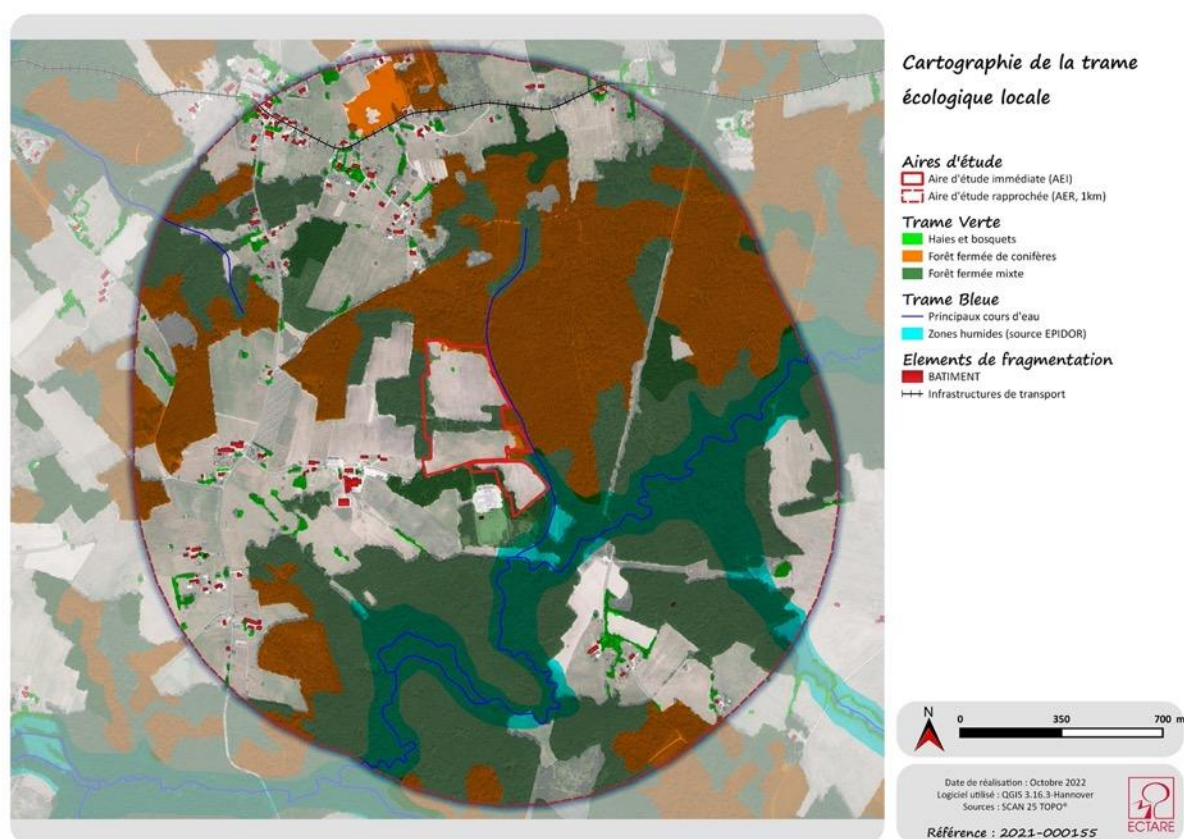 Cartographie de la trame
écologique locale
Aires d'étude
Aire d'étude immédiate (AEI)
Aire d'étude rapprochée (AER, 1km)
Trame Verte
Haies et bosquets
Forêt fermée de conifères
Forêt fermée mixte
Trame Bleue
Principaux cours d'eau
Zones humides (source EPIDOR)
Elements de fragmentation
BATIMENT
Infrastructures de transport
N
0 350 700 m
Date de réalisation : Octobre 2022
Logiciel utilisé : QGIS 3.16.3-Hannover
Sources : SCAN 25 TOPO®
Référence : 2021-000155
ECTARE